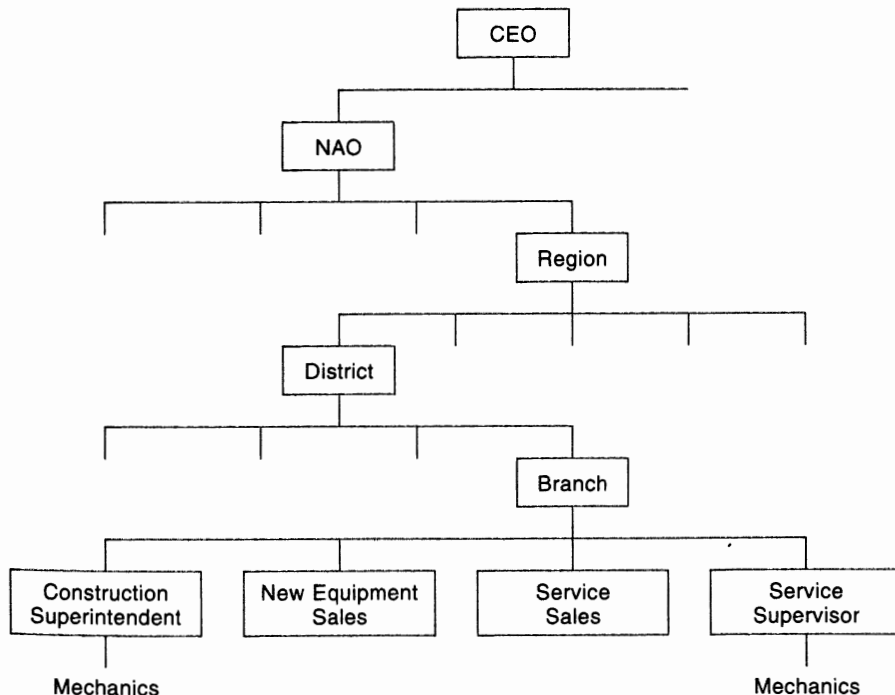 CEO
NAO
Region
District
Branch
Construction
Superintendent
New Equipment
Sales
Service
Sales
Service
Supervisor
Mechanics
Mechanics